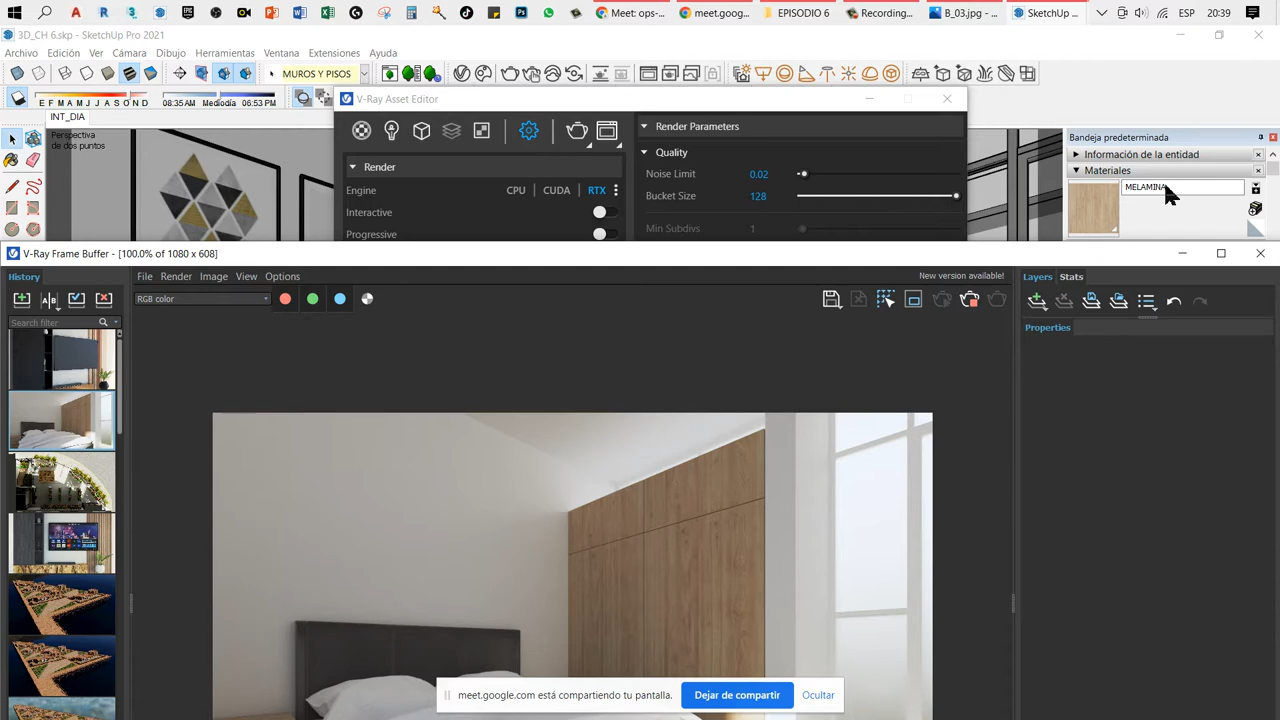 Meet: ops-...
meet.goog...
EPISODIO 6
Recording...
B_03.jpg - ...
SketchUp ...
ESP
20:39
3D_CH 6.skp - SketchUp Pro 2021
Archivo Edición Ver Cámara Dibujo Herramientas Ventana Extensiones Ayuda
MUROS Y PISOS
E F M A M J J A S O N D
08:35 AM Mediodía 06:53 PM
INT_DIA
V-Ray Asset Editor
Perspectiva
de dos puntos
Render
Engine CPU CUDA RTX
Interactive
Progressive
Render Parameters
Quality
Noise Limit 0.02
Bucket Size 128
Min Subdivs 1
Bandeja predeterminada
Información de la entidad
Materiales
MELAMINA
V-Ray Frame Buffer - [100.0% of 1080 x 608]
History
File Render Image View Options
New version available!
Layers Stats
RGB color
Search filter
Properties
meet.google.com está compartiendo tu pantalla.
Dejar de compartir
Ocultar